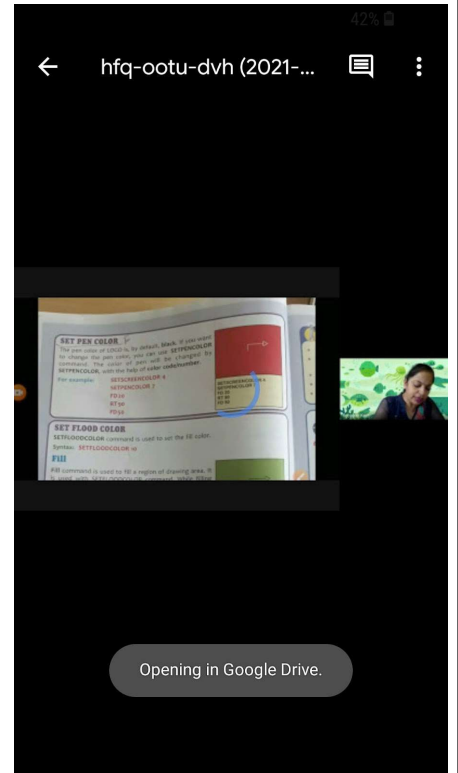 42%
hfq-ootu-dvh (2021-...
SET PEN COLOR
The pen color of LOGO is, by default, black. If you want
to change the pen color, you can use SETPENCOLOR
command. The color of pen will be changed by
SETPENCOLOR, with the help of color code/number.
For example: SETSCREENCOLOR 4
SETPENCOLOR 7
FD
RT 90
FD 50
SET FLOOD COLOR
SETFLOODCOLOR command is used to set the fill color.
Syntax: SETFLOODCOLOR 10
Fill
Fill command is used to fill a region of drawing area. It
Opening in Google Drive.